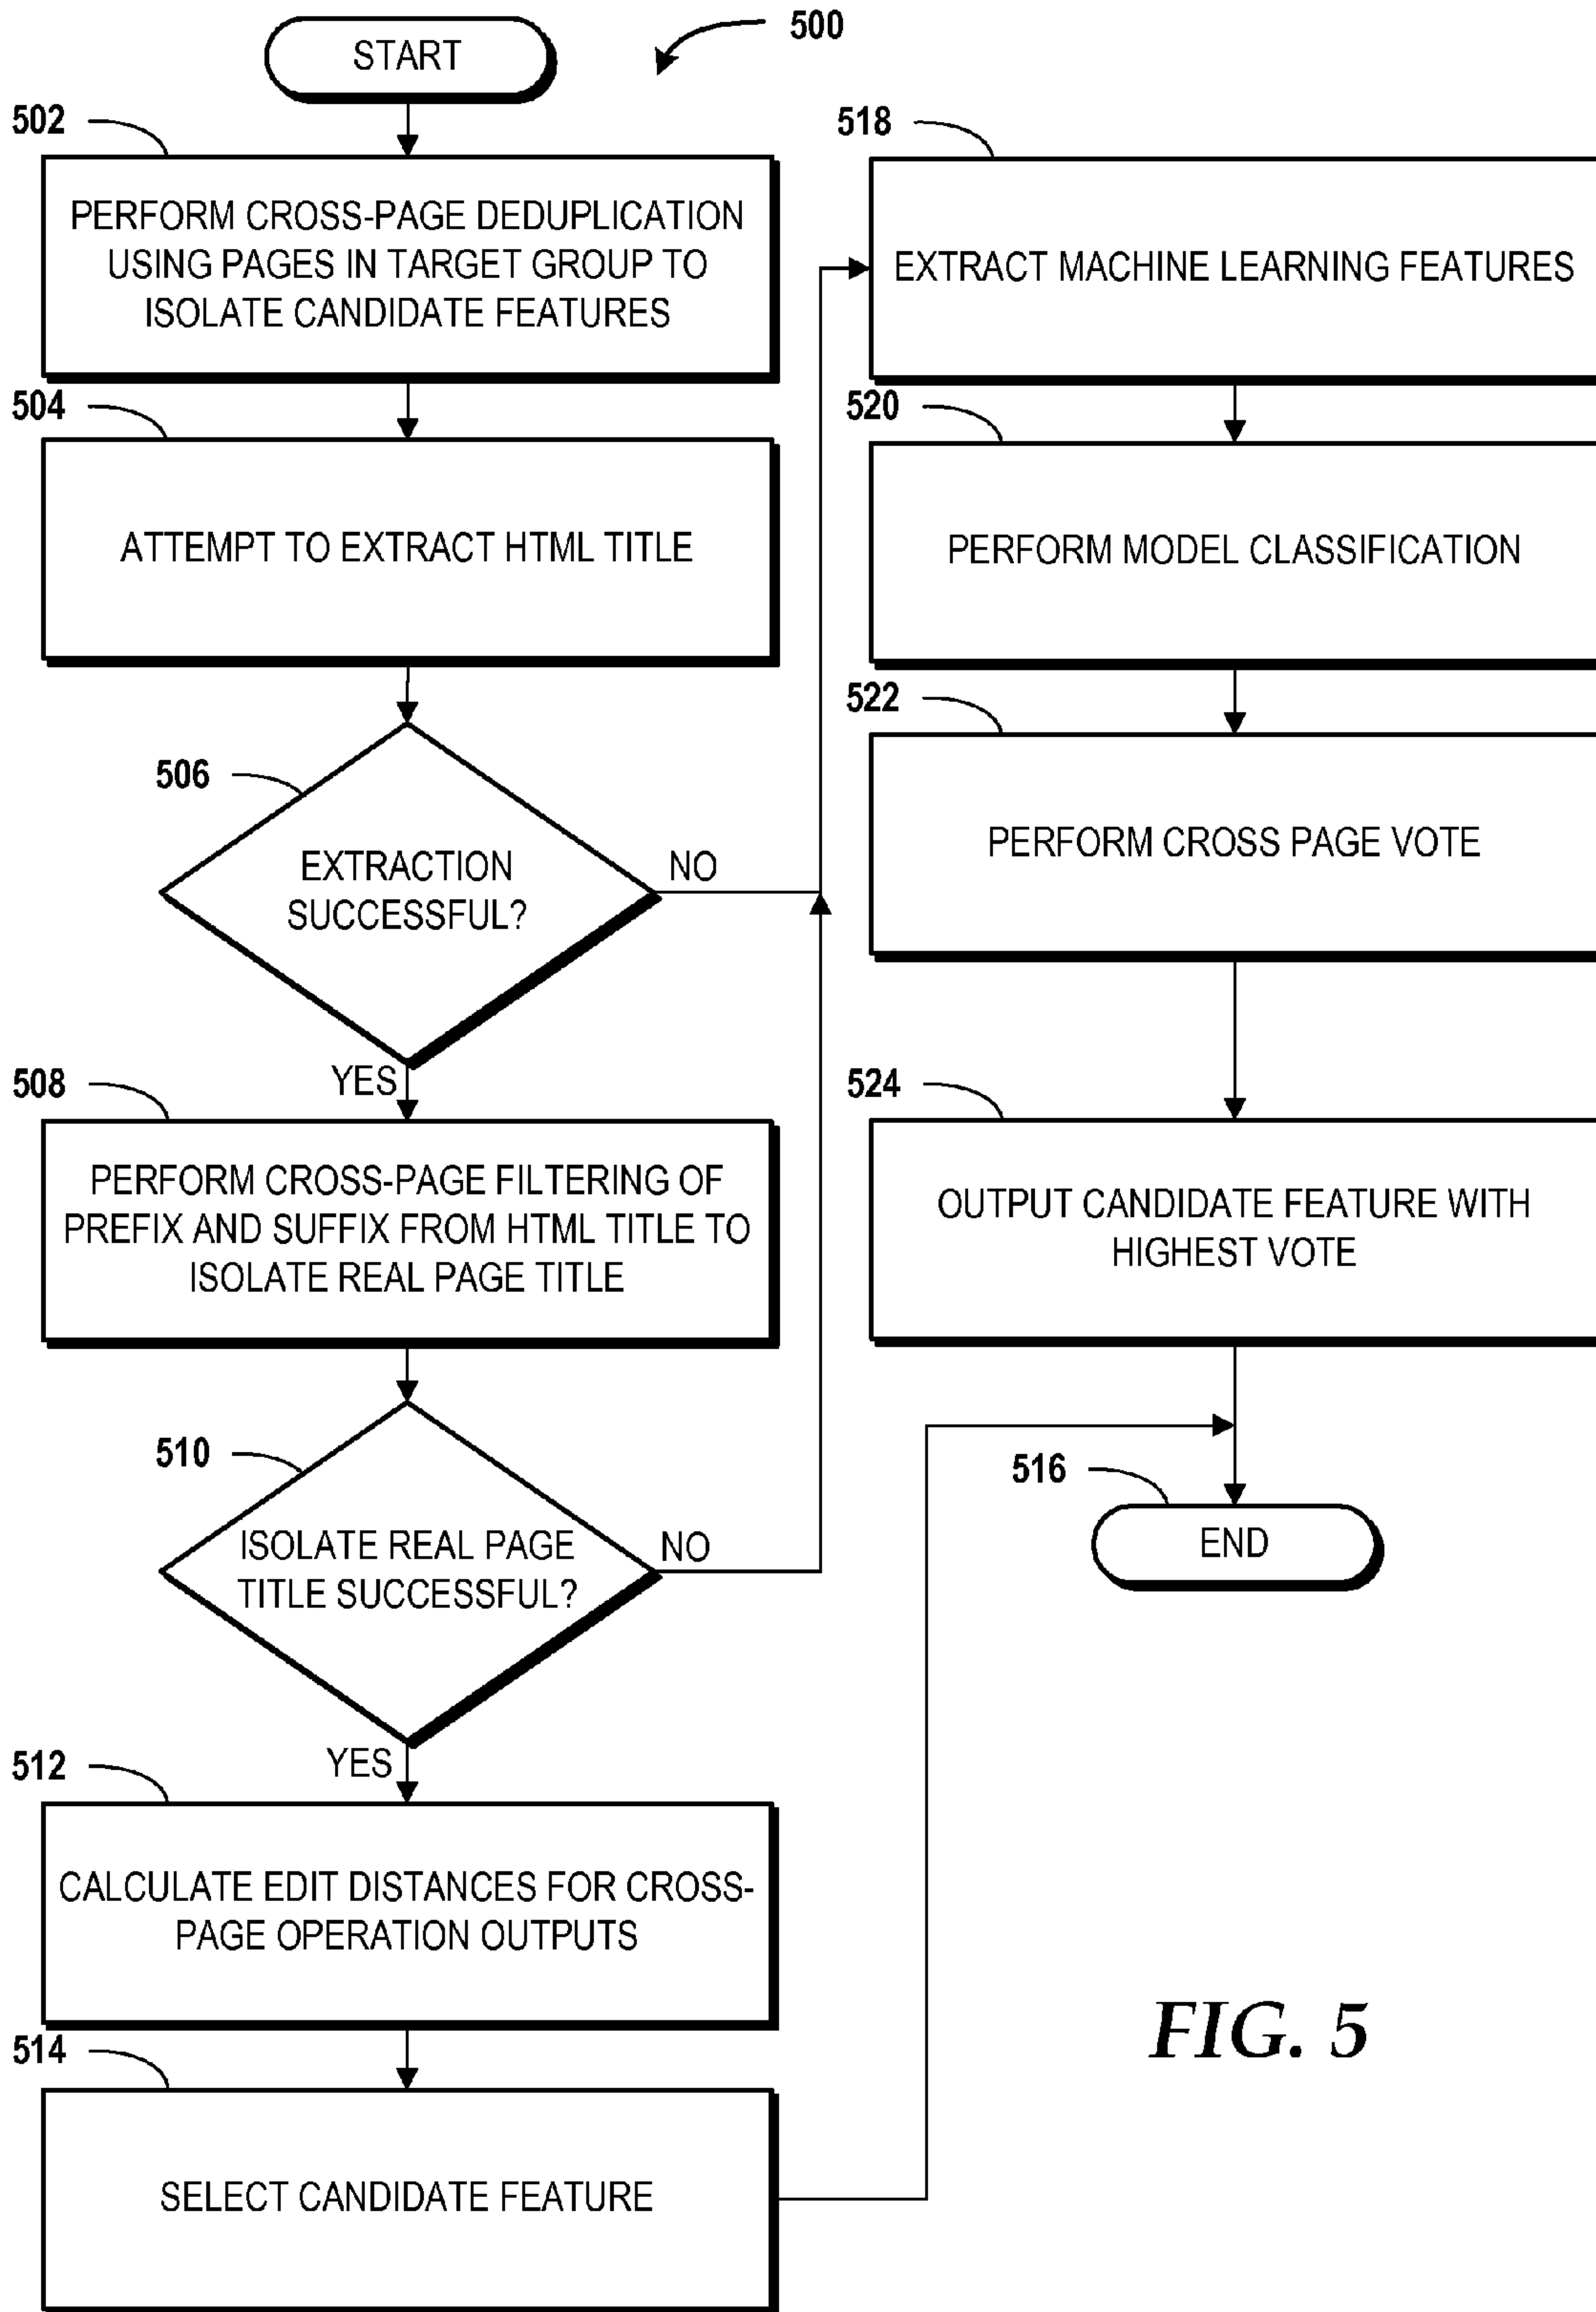 START
500
502
PERFORM CROSS-PAGE DEDUPLICATION
USING PAGES IN TARGET GROUP TO
ISOLATE CANDIDATE FEATURES
504
ATTEMPT TO EXTRACT HTML TITLE
506
EXTRACTION
SUCCESSFUL?
NO
YES
508
PERFORM CROSS-PAGE FILTERING OF
PREFIX AND SUFFIX FROM HTML TITLE TO
ISOLATE REAL PAGE TITLE
510
ISOLATE REAL PAGE
TITLE SUCCESSFUL?
NO
YES
512
CALCULATE EDIT DISTANCES FOR CROSS-
PAGE OPERATION OUTPUTS
514
SELECT CANDIDATE FEATURE
518
EXTRACT MACHINE LEARNING FEATURES
520
PERFORM MODEL CLASSIFICATION
522
PERFORM CROSS PAGE VOTE
524
OUTPUT CANDIDATE FEATURE WITH
HIGHEST VOTE
516
END
FIG. 5